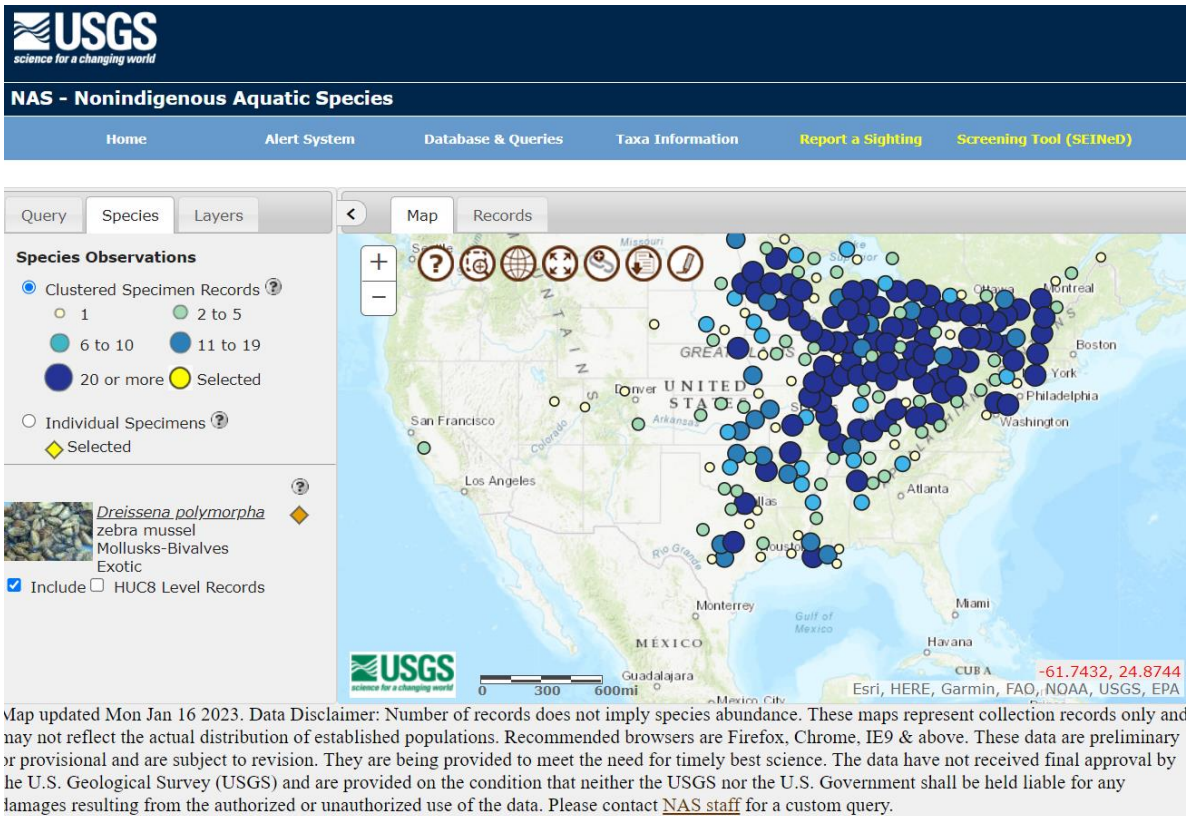 USGS
science for a changing world
NAS - Nonindigenous Aquatic Species
Home Alert System Database & Queries Taxa Information Report a Sighting Screening Tool (SEINeD)
Query Species Layers
< Map Records
Species Observations
Clustered Specimen Records ?
1 2 to 5
6 to 10 11 to 19
20 or more Selected
Individual Specimens ?
Selected
?
Dreissena polymorpha
zebra mussel
Mollusks-Bivalves
Exotic
Include HUC8 Level Records
+
−
?
Missouri
Ottawa
Montreal
Boston
York
Philadelphia
Washington
UNITED
San Francisco
Arkansas
Colorado
Los Angeles
Atlanta
Rio Grande
Monterrey
Miami
Gulf of
Mexico
Havana
MÉXICO
CUBA
Guadalajara
Mexico City
USGS
science for a changing world
0 300 600mi
-61.7432, 24.8744
Esri, HERE, Garmin, FAO, NOAA, USGS, EPA
Map updated Mon Jan 16 2023. Data Disclaimer: Number of records does not imply species abundance. These maps represent collection records only and
may not reflect the actual distribution of established populations. Recommended browsers are Firefox, Chrome, IE9 & above. These data are preliminary
or provisional and are subject to revision. They are being provided to meet the need for timely best science. The data have not received final approval by
the U.S. Geological Survey (USGS) and are provided on the condition that neither the USGS nor the U.S. Government shall be held liable for any
damages resulting from the authorized or unauthorized use of the data. Please contact NAS staff for a custom query.